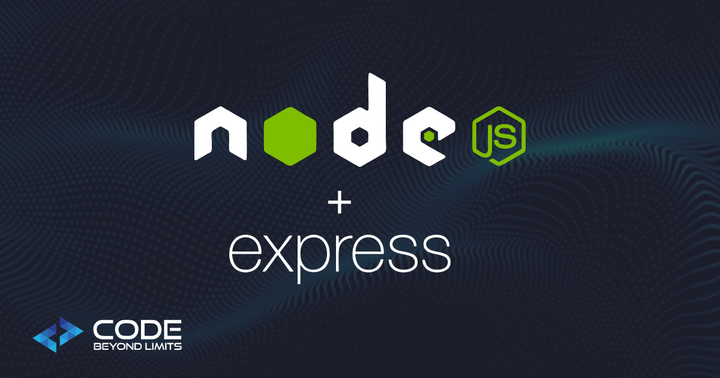 node JS
+
express
CODE
BEYOND LIMITS